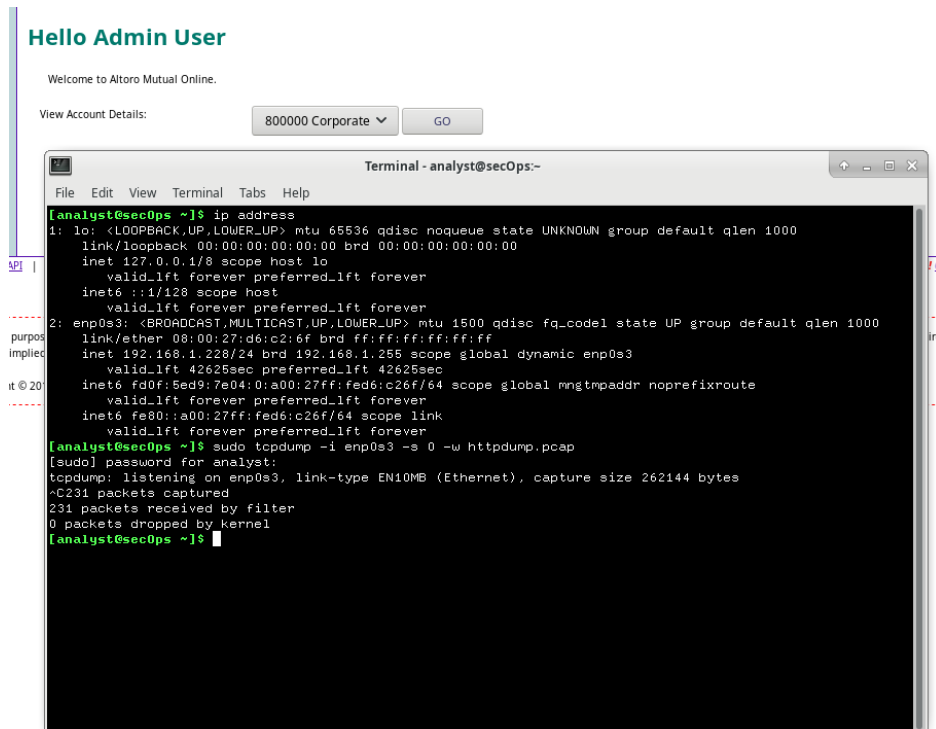 Hello Admin User
Welcome to Altoro Mutual Online.
View Account Details:
800000 Corporate
GO
Terminal - analyst@secOps:~
File Edit View Terminal Tabs Help
[analyst@secOps ~]$ ip address
1: lo: <LOOPBACK,UP,LOWER_UP> mtu 65536 qdisc noqueue state UNKNOWN group default qlen 1000
link/loopback 00:00:00:00:00:00 brd 00:00:00:00:00:00
inet 127.0.0.1/8 scope host lo
valid_lft forever preferred_lft forever
inet6 ::1/128 scope host
valid_lft forever preferred_lft forever
2: enp0s3: <BROADCAST,MULTICAST,UP,LOWER_UP> mtu 1500 qdisc fq_codel state UP group default qlen 1000
link/ether 08:00:27:d6:c2:6f brd ff:ff:ff:ff:ff:ff
inet 192.168.1.228/24 brd 192.168.1.255 scope global dynamic enp0s3
valid_lft 42625sec preferred_lft 42625sec
inet6 fd0f:5ed9:7e04:0:a00:27ff:fed6:c26f/64 scope global mngtmpaddr noprefixroute
valid_lft forever preferred_lft forever
inet6 fe80::a00:27ff:fed6:c26f/64 scope link
valid_lft forever preferred_lft forever
[analyst@secOps ~]$ sudo tcpdump -i enp0s3 -s 0 -w httpdump.pcap
[sudo] password for analyst:
tcpdump: listening on enp0s3, link-type EN10MB (Ethernet), capture size 262144 bytes
^C231 packets captured
231 packets received by filter
0 packets dropped by kernel
[analyst@secOps ~]$
API |
purpos
implied
nt © 20